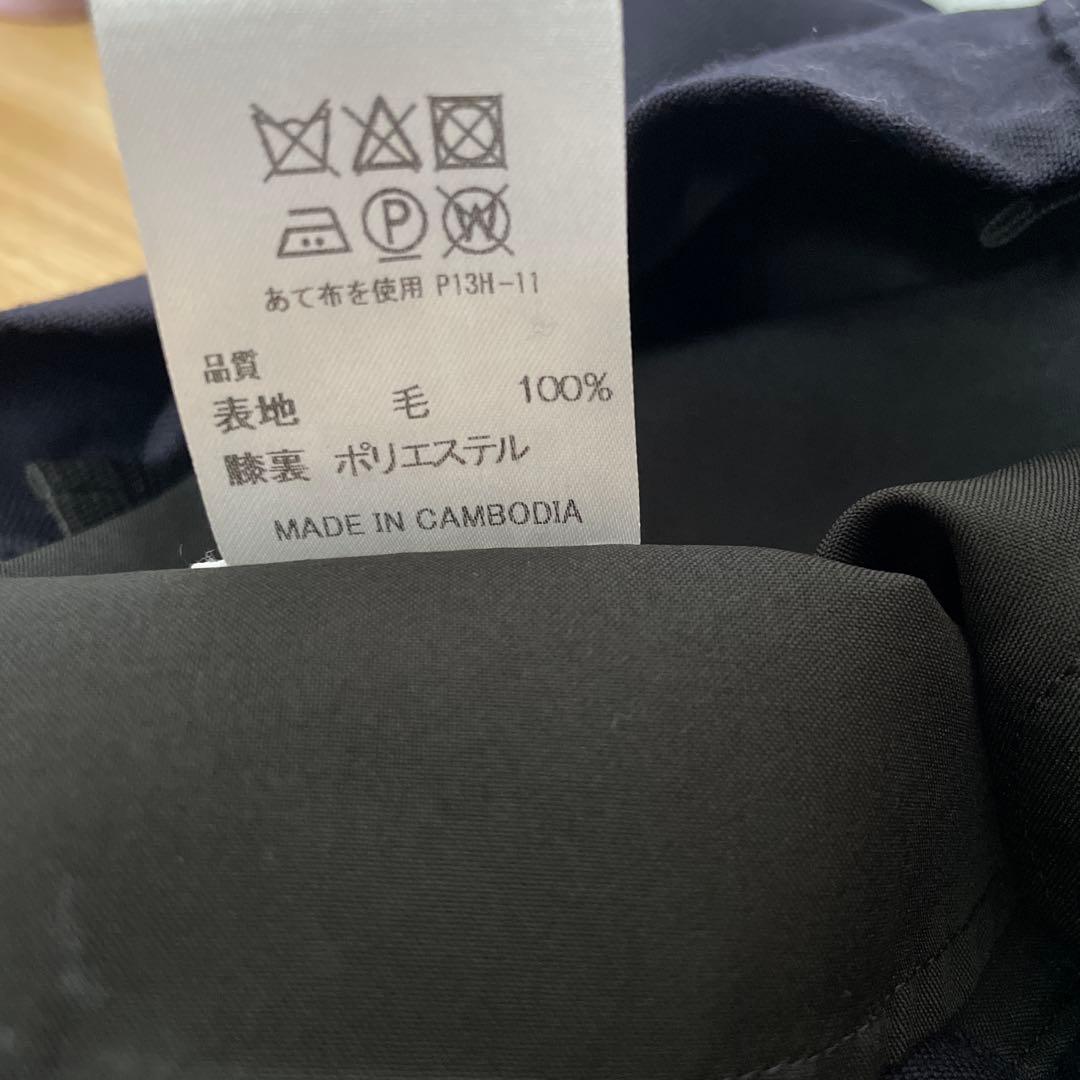 P
W
あて布を使用 P13H-11
品質
表地 毛 100%
膝裏 ポリエステル
MADE IN CAMBODIA